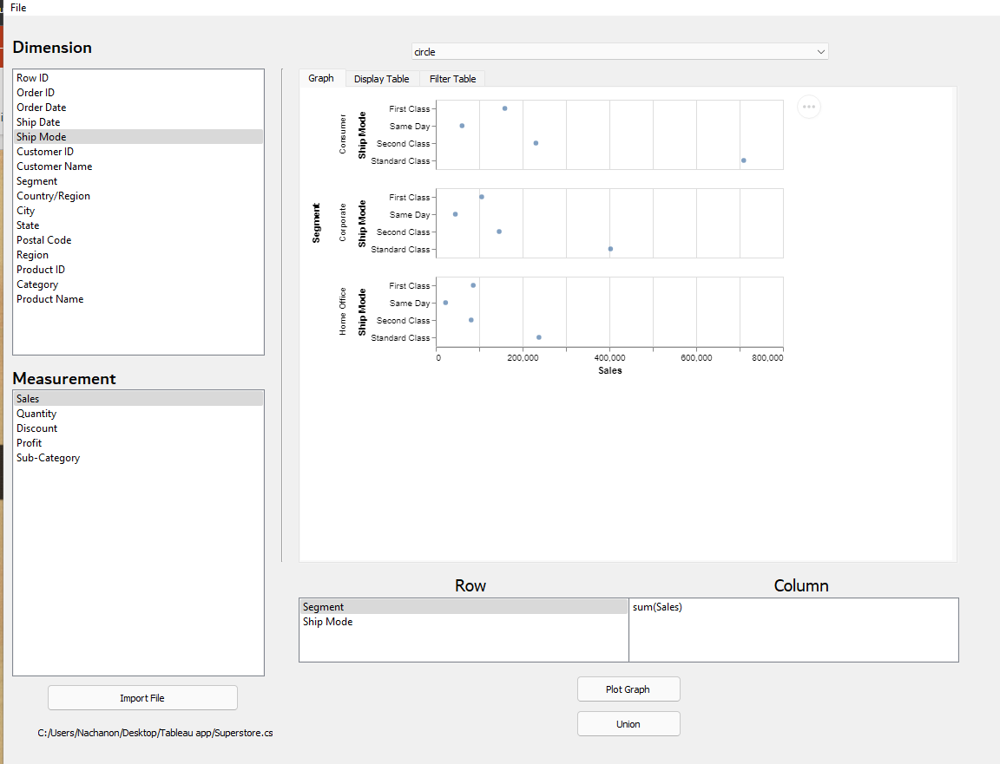 File
Dimension
Row ID
Order ID
Order Date
Ship Date
Ship Mode
Customer ID
Customer Name
Segment
Country/Region
City
State
Postal Code
Region
Product ID
Category
Product Name
Measurement
Sales
Quantity
Discount
Profit
Sub-Category
Import File
C:/Users/Nachanon/Desktop/Tableau app/Superstore.cs
circle
Graph Display Table Filter Table
Segment
Consumer
Ship Mode
First Class
Same Day
Second Class
Standard Class
Corporate
Ship Mode
First Class
Same Day
Second Class
Standard Class
Home Office
Ship Mode
First Class
Same Day
Second Class
Standard Class
0 200,000 400,000 600,000 800,000
Sales
Row
Segment
Ship Mode
Column
sum(Sales)
Plot Graph
Union